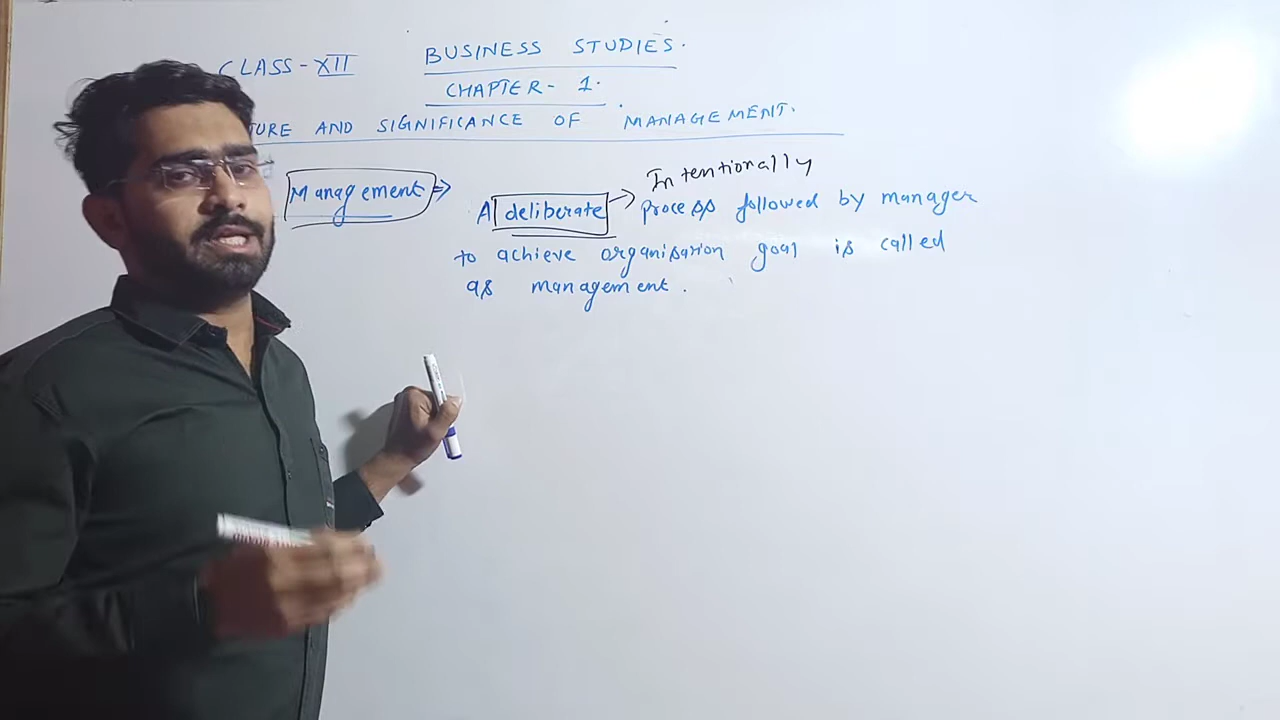 CLASS-XII BUSINESS STUDIES.
CHAPTER- 1.
AND SIGNIFICANCE OF MANAGEMENT.
Intentionally
Management ⇒
A deliberate → process followed by manager
to achieve organisation goal is called
as management.